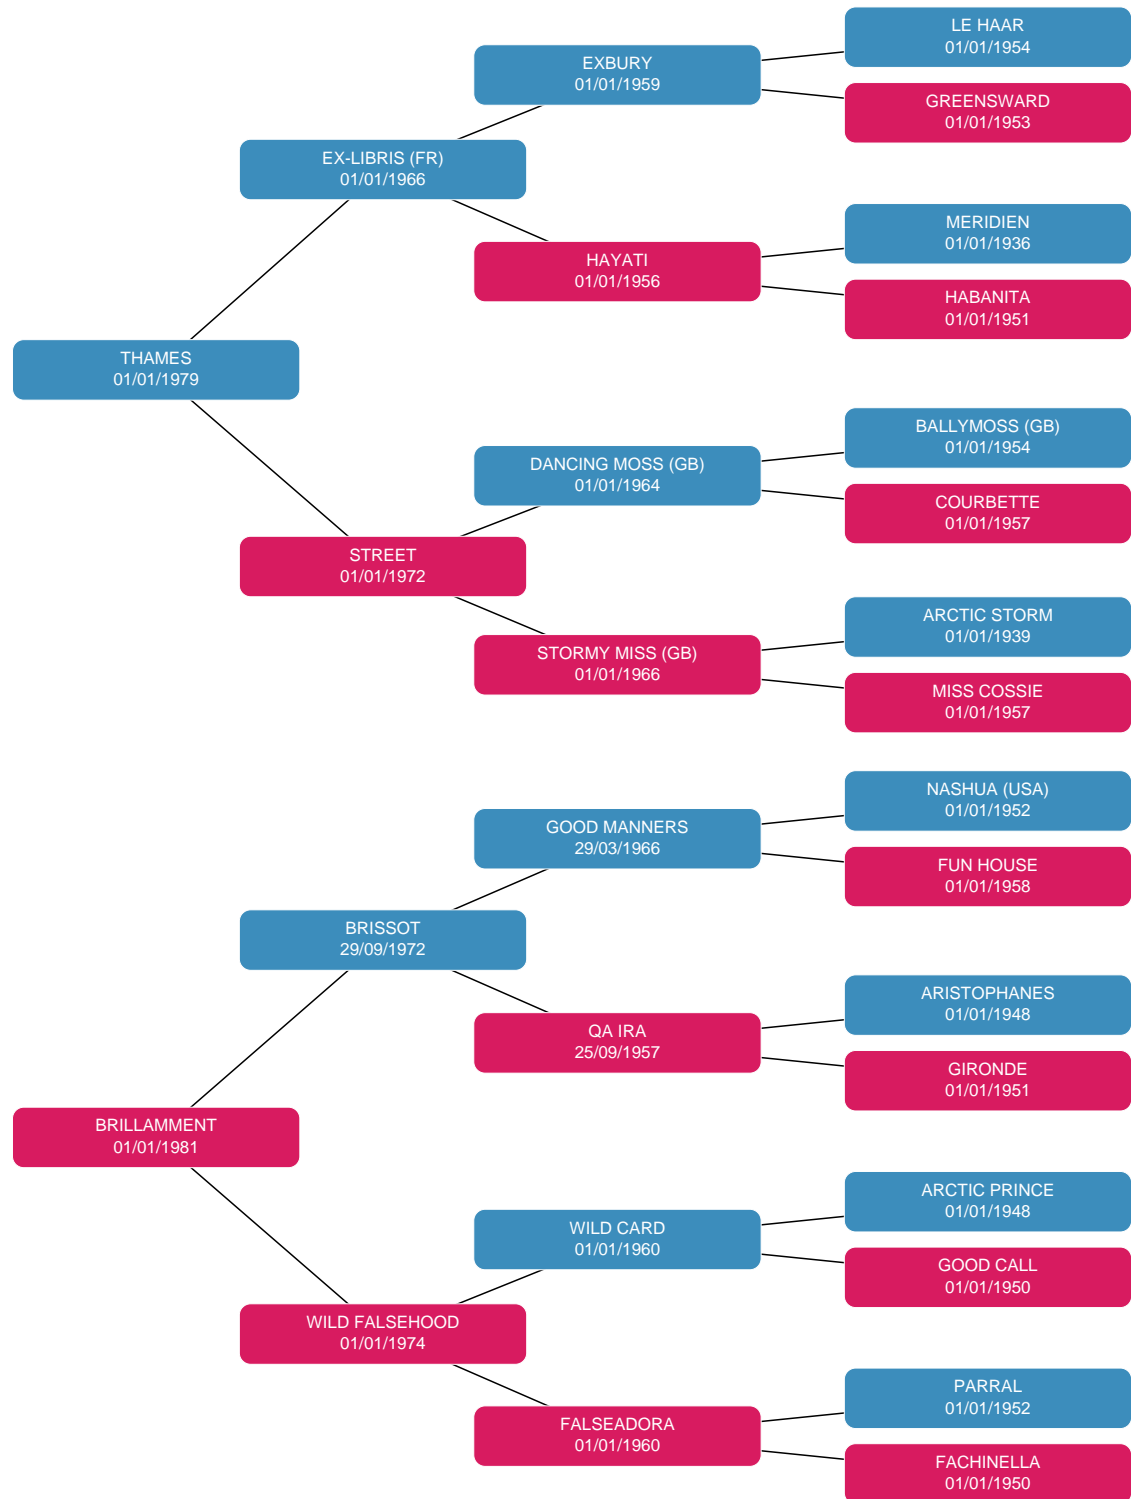 LE HAAR
01/01/1954
EXBURY
01/01/1959
GREENSWARD
01/01/1953
EX-LIBRIS (FR)
01/01/1966
MERIDIEN
01/01/1936
HAYATI
01/01/1956
HABANITA
01/01/1951
THAMES
01/01/1979
BALLYMOSS (GB)
01/01/1954
DANCING MOSS (GB)
01/01/1964
COURBETTE
01/01/1957
STREET
01/01/1972
ARCTIC STORM
01/01/1939
STORMY MISS (GB)
01/01/1966
MISS COSSIE
01/01/1957
NASHUA (USA)
01/01/1952
GOOD MANNERS
29/03/1966
FUN HOUSE
01/01/1958
BRISSOT
29/09/1972
ARISTOPHANES
01/01/1948
QA IRA
25/09/1957
GIRONDE
01/01/1951
BRILLAMMENT
01/01/1981
ARCTIC PRINCE
01/01/1948
WILD CARD
01/01/1960
GOOD CALL
01/01/1950
WILD FALSEHOOD
01/01/1974
PARRAL
01/01/1952
FALSEADORA
01/01/1960
FACHINELLA
01/01/1950